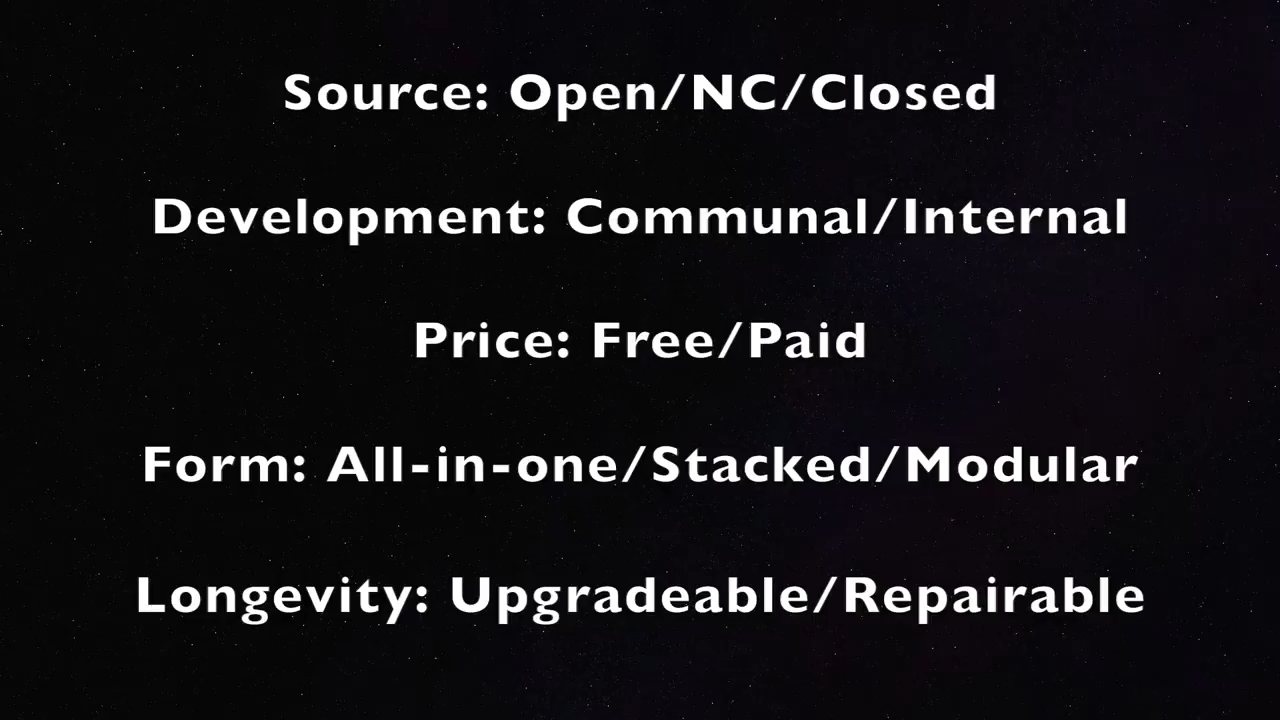 Source: Open/NC/Closed
Development: Communal/Internal
Price: Free/Paid
Form: All-in-one/Stacked/Modular
Longevity: Upgradeable/Repairable